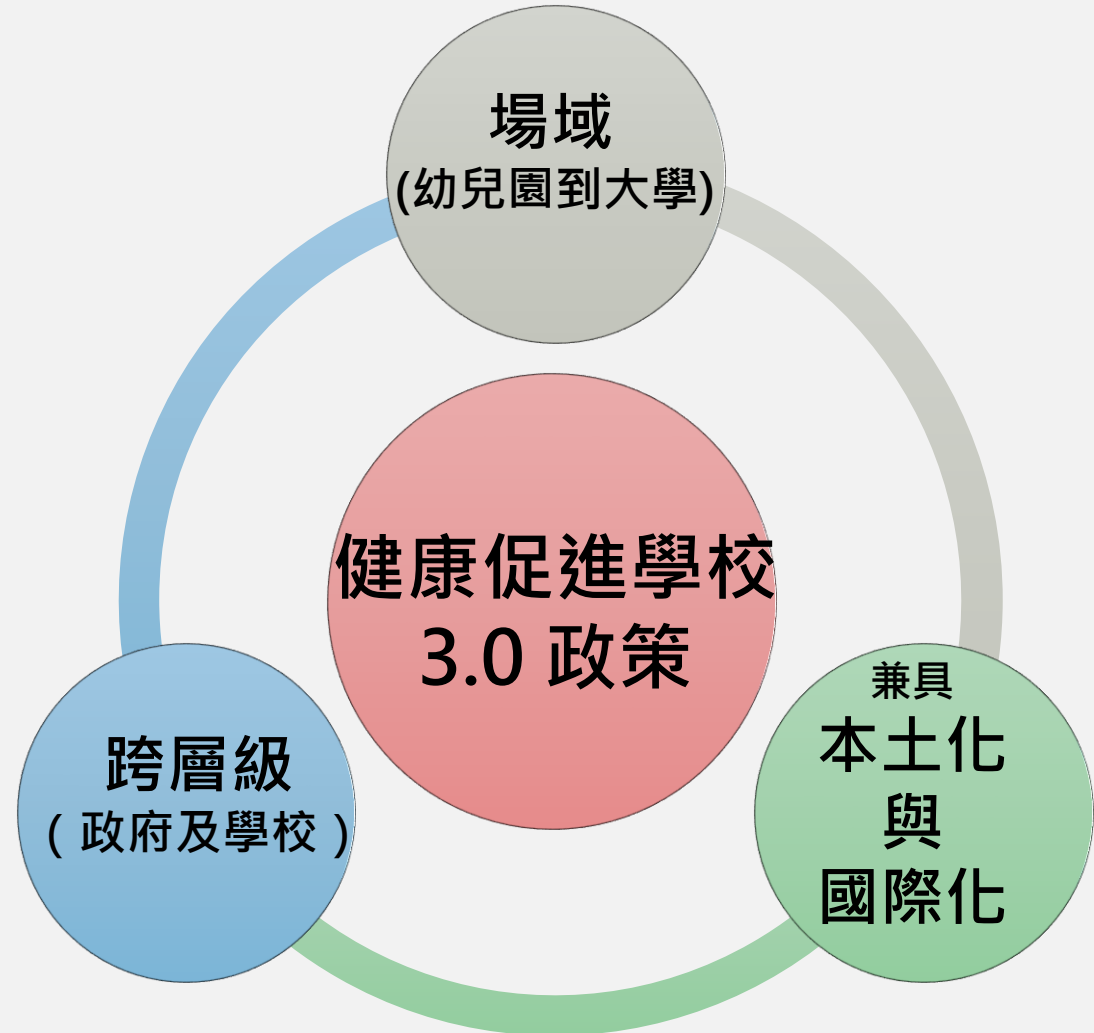 場域
(幼兒園到大學)
健康促進學校
3.0 政策
跨層級
( 政府及學校 )
兼具
本土化
與
國際化